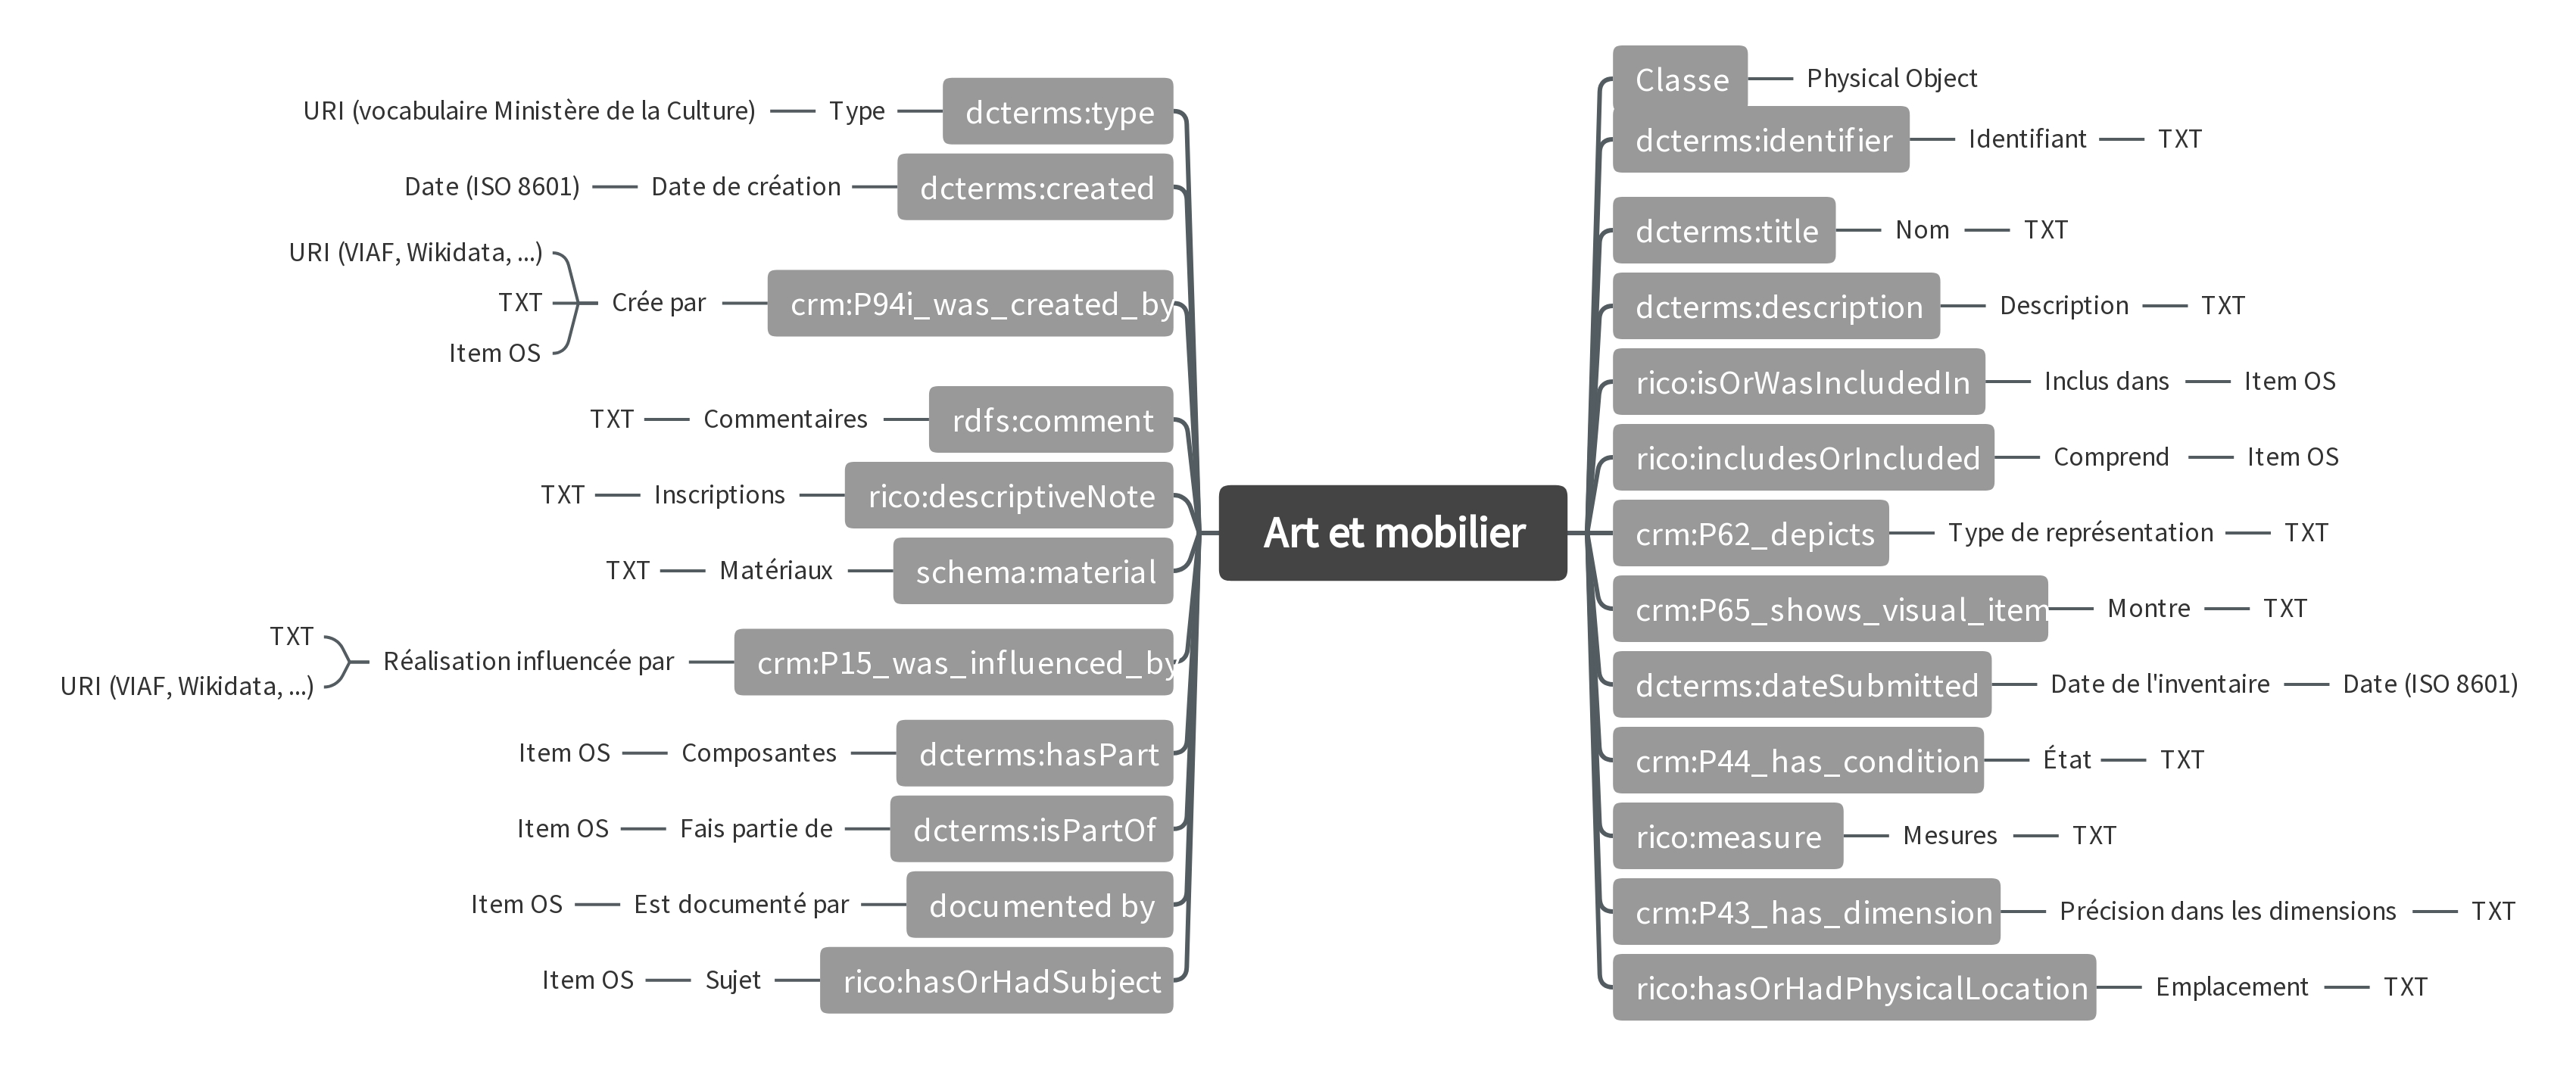 Art et mobilier
Classe
Physical Object
dcterms:identifier
Identifiant
TXT
dcterms:title
Nom
TXT
dcterms:description
Description
TXT
rico:isOrWasIncludedIn
Inclus dans
Item OS
rico:includesOrIncluded
Comprend
Item OS
crm:P62_depicts
Type de représentation
TXT
crm:P65_shows_visual_item
Montre
TXT
dcterms:dateSubmitted
Date de l'inventaire
Date (ISO 8601)
crm:P44_has_condition
État
TXT
rico:measure
Mesures
TXT
crm:P43_has_dimension
Précision dans les dimensions
TXT
rico:hasOrHadPhysicalLocation
Emplacement
TXT
dcterms:type
Type
URI (vocabulaire Ministère de la Culture)
dcterms:created
Date de création
Date (ISO 8601)
crm:P94i_was_created_by
Crée par
URI (VIAF, Wikidata, ...)
TXT
Item OS
rdfs:comment
Commentaires
TXT
rico:descriptiveNote
Inscriptions
TXT
schema:material
Matériaux
TXT
crm:P15_was_influenced_by
Réalisation influencée par
TXT
URI (VIAF, Wikidata, ...)
dcterms:hasPart
Composantes
Item OS
dcterms:isPartOf
Fais partie de
Item OS
documented by
Est documenté par
Item OS
rico:hasOrHadSubject
Sujet
Item OS